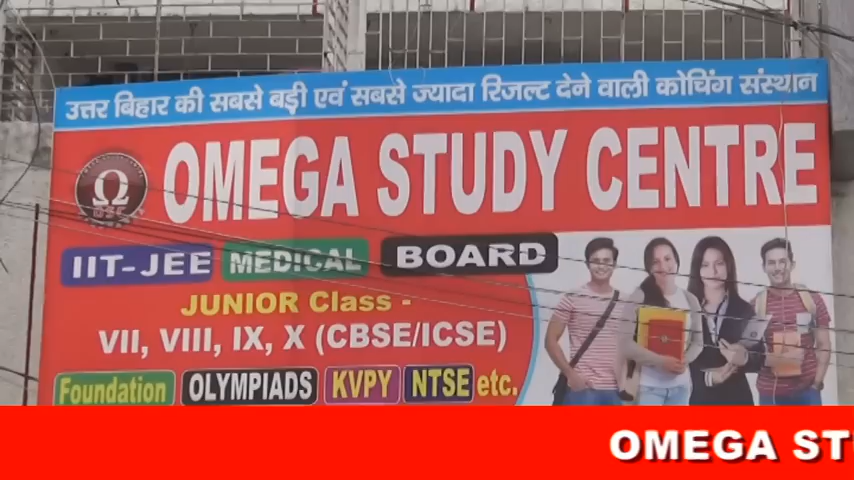 उत्तर बिहार की सबसे बड़ी एवं सबसे ज्यादा रिजल्ट देने वाली कोचिंग संस्थान
Ω OMEGA STUDY CENTRE
OSC
IIT-JEE MEDICAL BOARD
JUNIOR Class -
VII, VIII, IX, X (CBSE/ICSE)
Foundation OLYMPIADS KVPY NTSE etc.
OMEGA ST